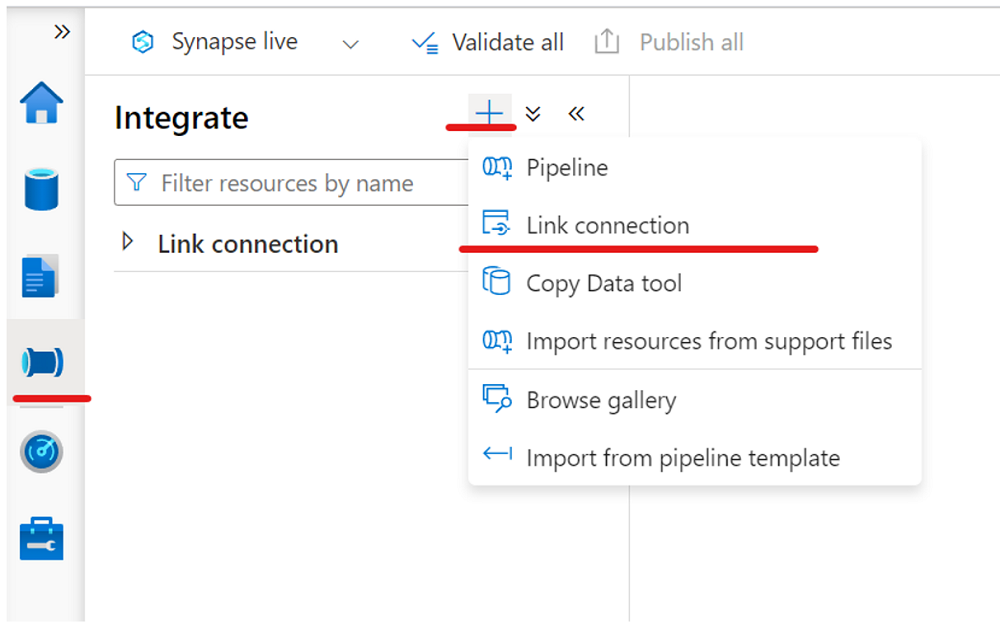 Synapse live Validate all Publish all
Integrate
Filter resources by name
Link connection
Pipeline
Link connection
Copy Data tool
Import resources from support files
Browse gallery
Import from pipeline template